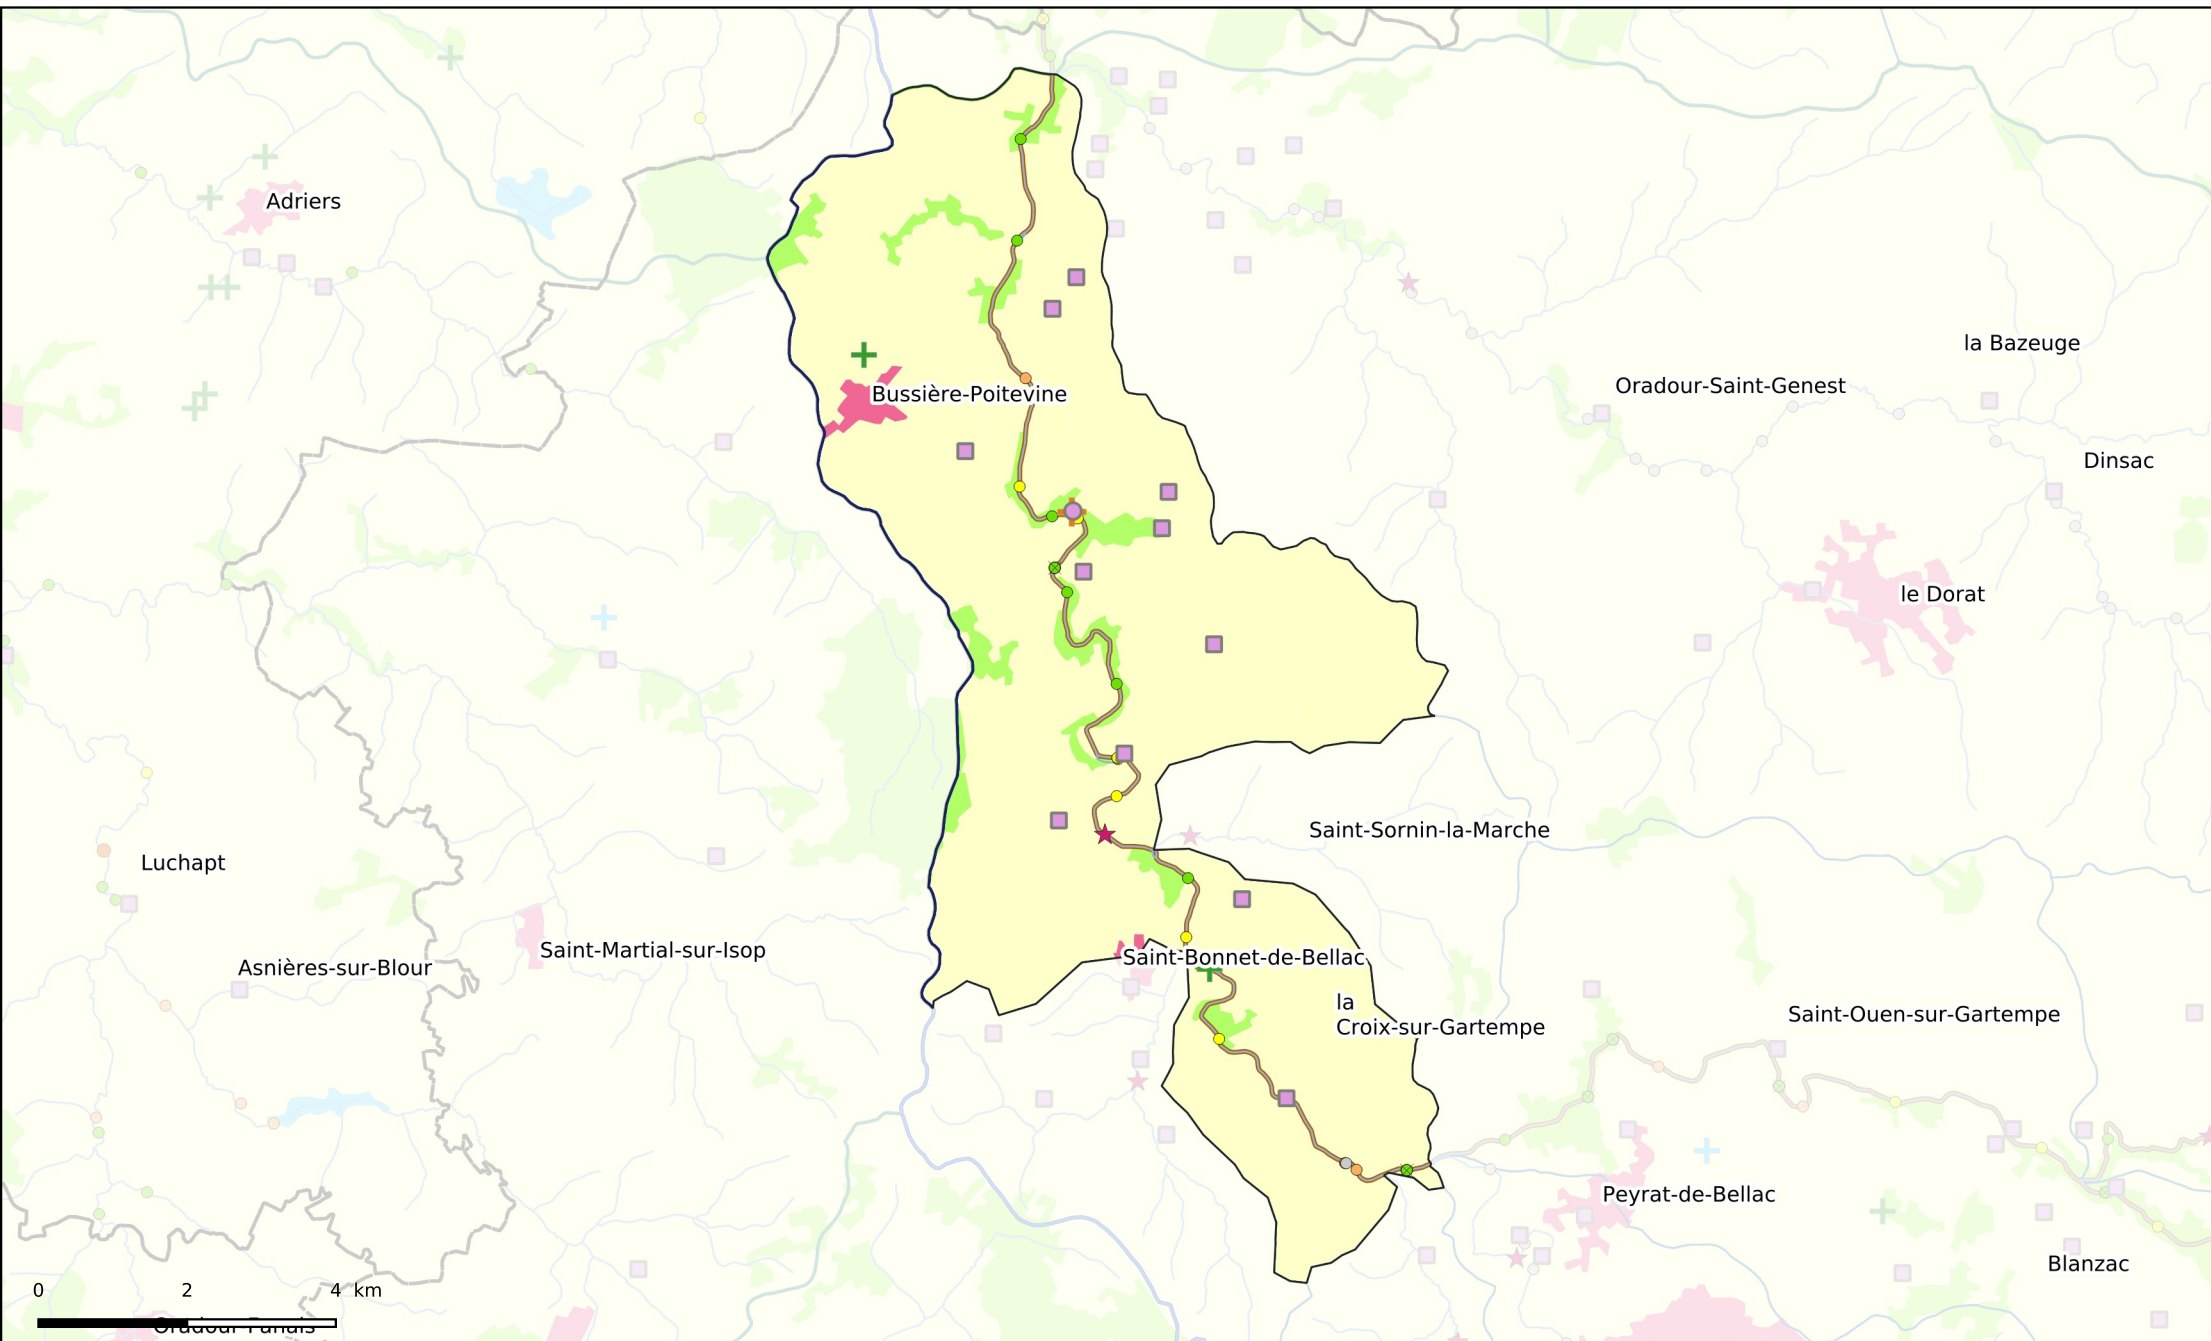 Adriers
la Bazeuge
Oradour-Saint-Genest
Bussière-Poitevine
Dinsac
le Dorat
Saint-Sornin-la-Marche
Luchapt
Saint-Martial-sur-Isop
Saint-Bonnet-de-Bellac
Asnières-sur-Blour
la
Croix-sur-Gartempe
Saint-Ouen-sur-Gartempe
Peyrat-de-Bellac
Blanzac
0 2 4 km
Oradour-Fanais